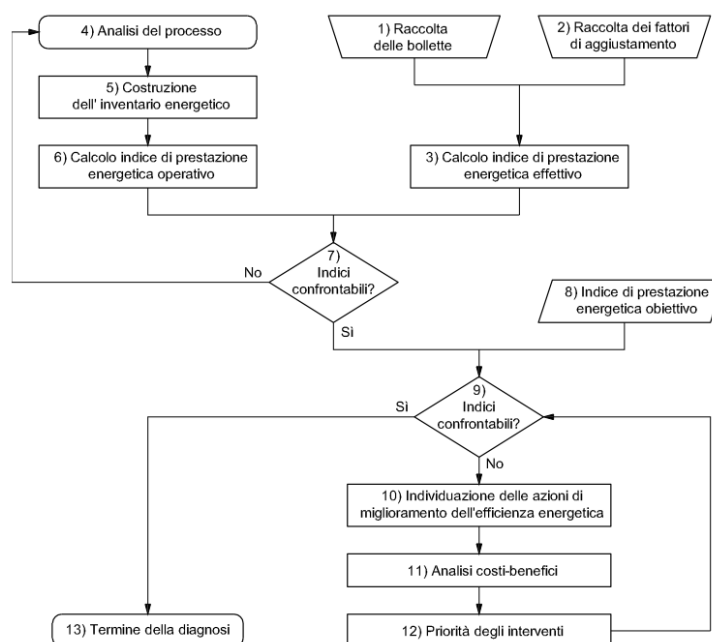 4) Analisi del processo
1) Raccolta
delle bollette
2) Raccolta dei fattori
di aggiustamento
5) Costruzione
dell' inventario energetico
6) Calcolo indice di prestazione
energetica operativo
3) Calcolo indice di prestazione
energetica effettivo
7)
Indici
confrontabili?
No
Sì
8) Indice di prestazione
energetica obiettivo
9)
Indici
confrontabili?
Sì
No
10) Individuazione delle azioni di
miglioramento dell'efficienza energetica
11) Analisi costi-benefici
13) Termine della diagnosi
12) Priorità degli interventi